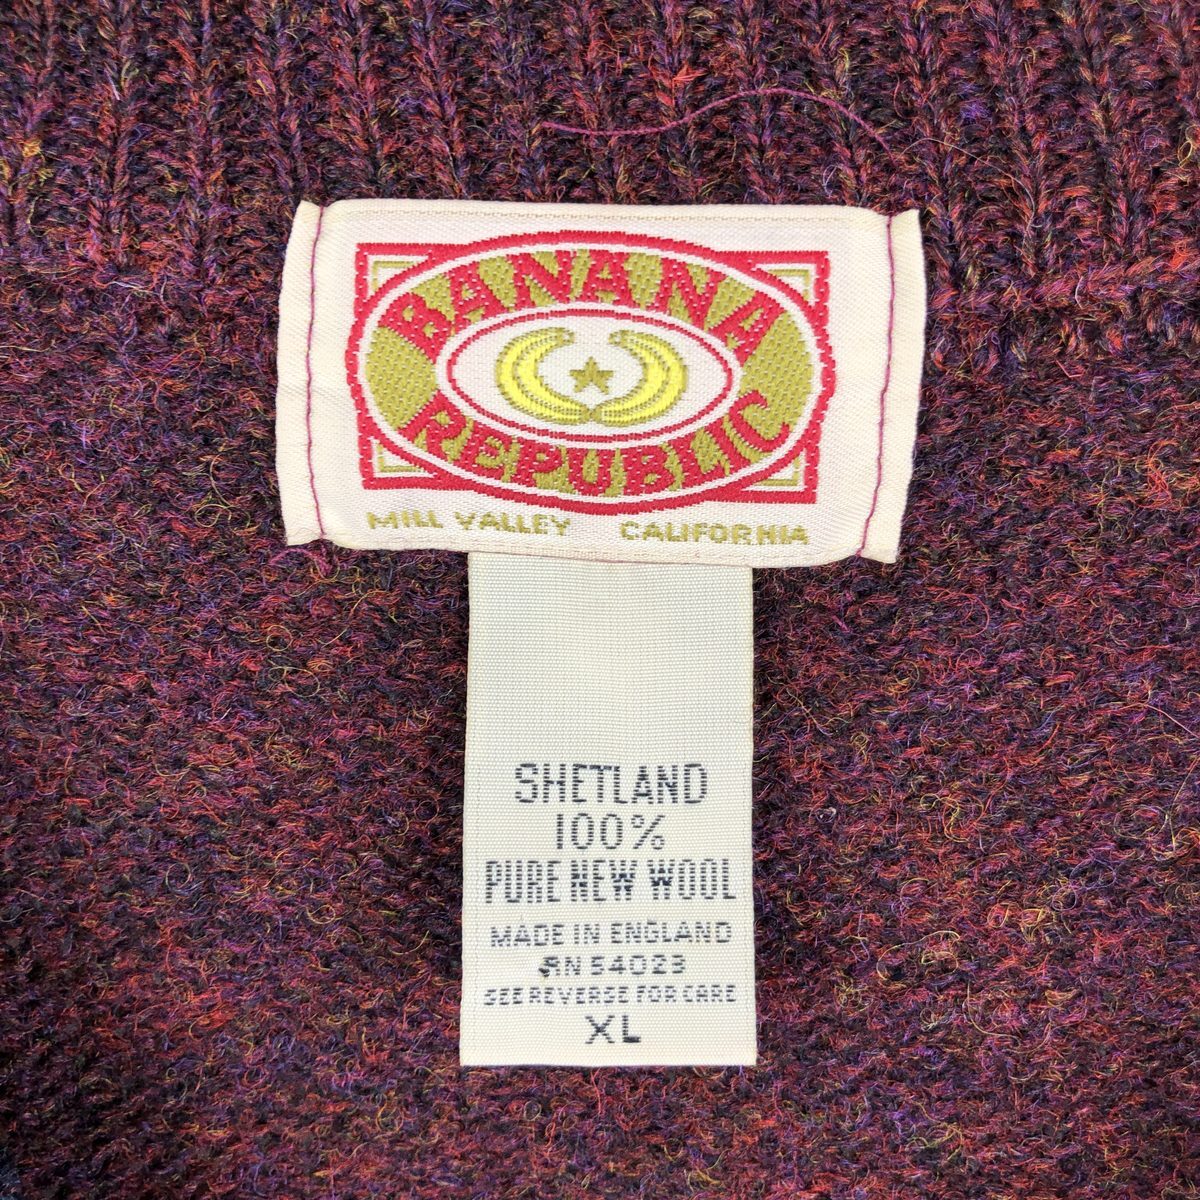 BANANA
REPUBLIC
MILL VALLEY CALIFORNIA
SHETLAND
100%
PURE NEW WOOL
MADE IN ENGLAND
RN 54023
SEE REVERSE FOR CARE
XL